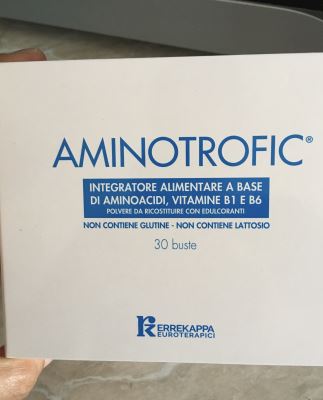 AMINOTROFIC®
INTEGRATORE ALIMENTARE A BASE
DI AMINOACIDI, VITAMINE B1 E B6
POLVERE DA RICOSTITUIRE CON EDULCORANTI
NON CONTIENE GLUTINE - NON CONTIENE LATTOSIO
30 buste
ERREKAPPA
EUROTERAPICI